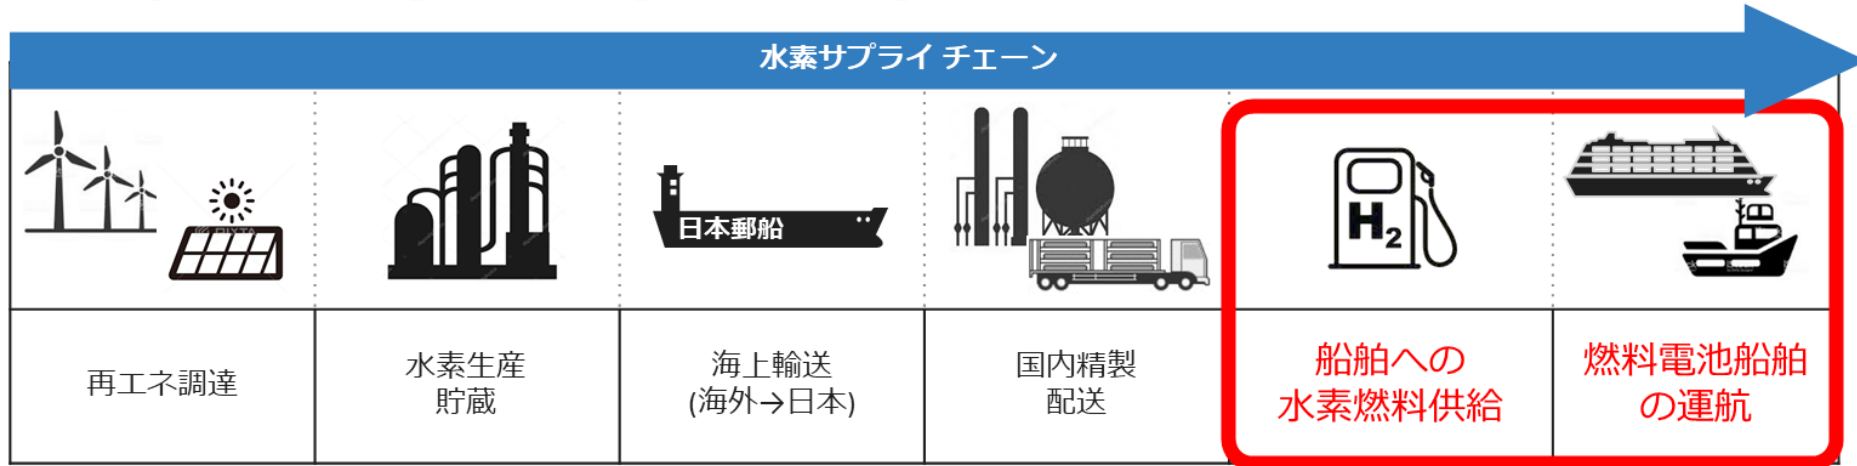 水素サプライ チェーン
PIXTA
日本郵船
H2
再エネ調達
水素生産
貯蔵
海上輸送
(海外→日本)
国内精製
配送
船舶への
水素燃料供給
燃料電池船舶
の運航